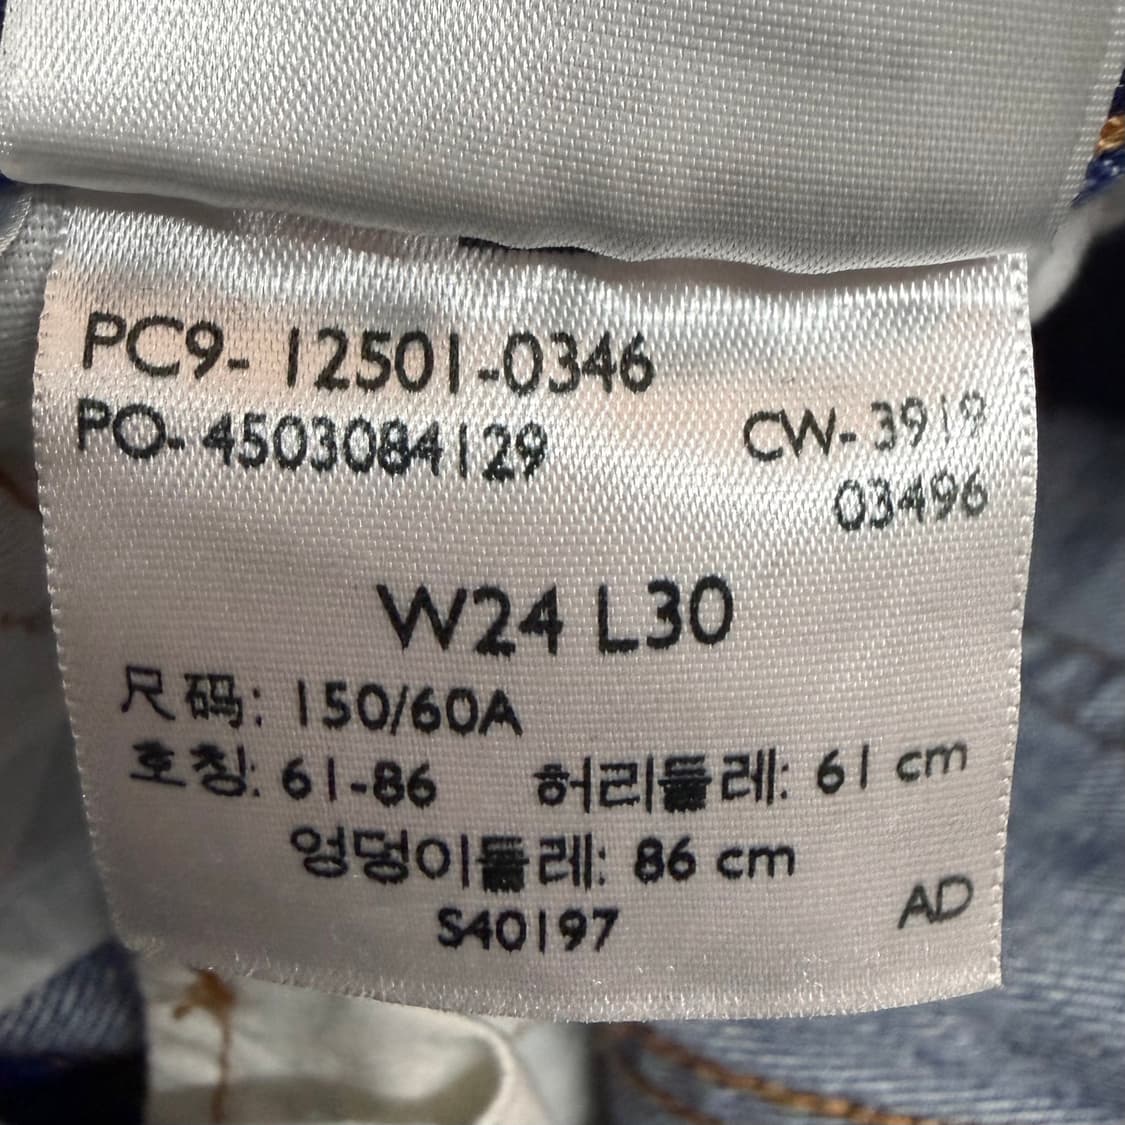 PC9-12501-0346
PO-4503084129 CW-3919
03496
W24 L30
尺码: 150/60A
호칭: 61-86 허리둘레: 61 cm
엉덩이둘레: 86 cm
S40197 AD